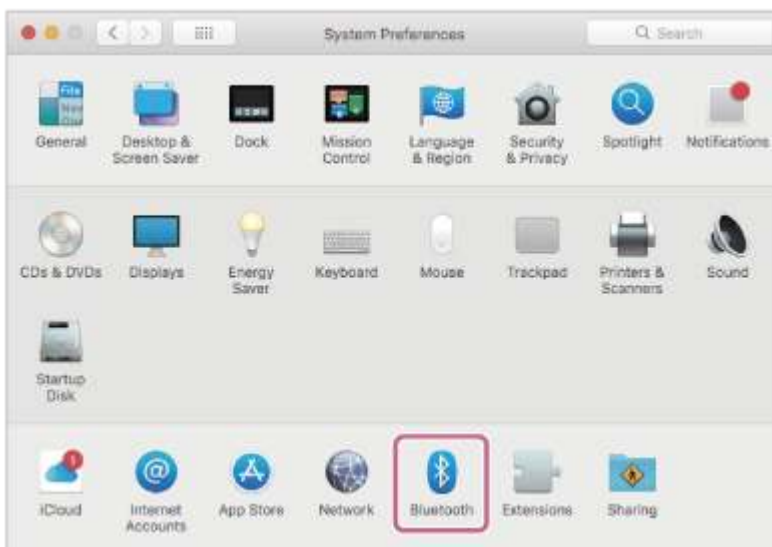 System Preferences
Search
General
Desktop &
Screen Saver
Dock
Mission
Control
Language
& Region
Security
& Privacy
Spotlight
Notifications
CDs & DVDs
Displays
Energy
Saver
Keyboard
Mouse
Trackpad
Printers &
Scanners
Sound
Startup
Disk
iCloud
Internet
Accounts
App Store
Network
Bluetooth
Extensions
Sharing
File
1
@